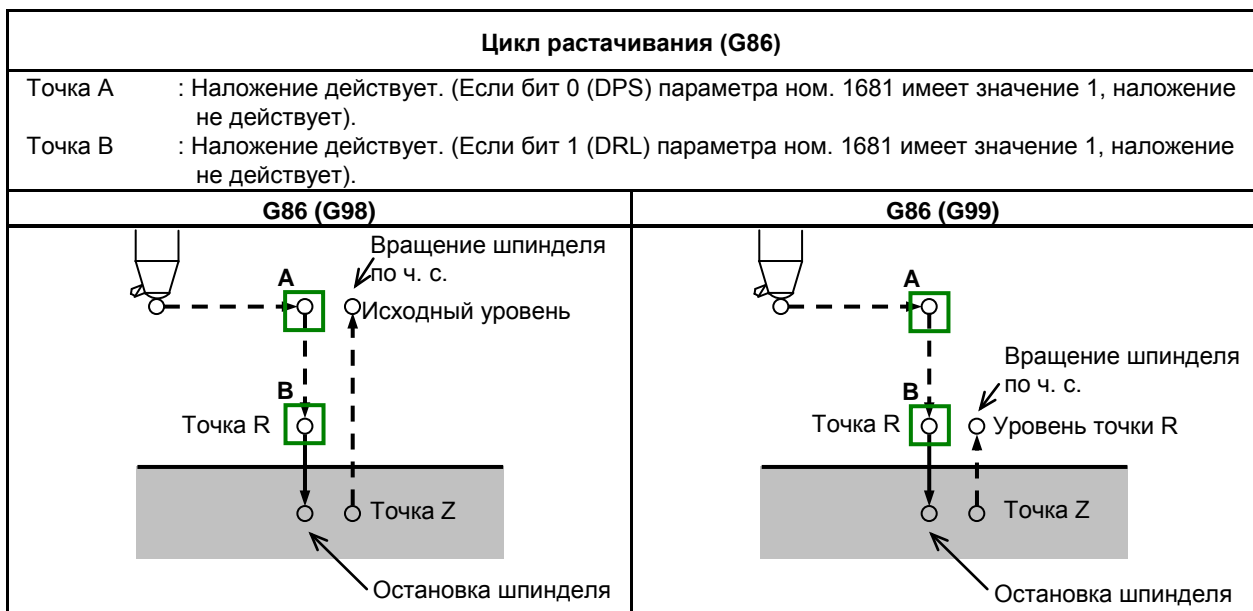 Цикл растачивания (G86)
Точка A : Наложение действует. (Если бит 0 (DPS) параметра ном. 1681 имеет значение 1, наложение
не действует).
Точка B : Наложение действует. (Если бит 1 (DRL) параметра ном. 1681 имеет значение 1, наложение
не действует).
G86 (G98)
Вращение шпинделя
по ч. с.
A
Исходный уровень
B
Точка R
Точка Z
Остановка шпинделя
G86 (G99)
A
Вращение шпинделя
по ч. с.
B
Точка R
Уровень точки R
Точка Z
Остановка шпинделя